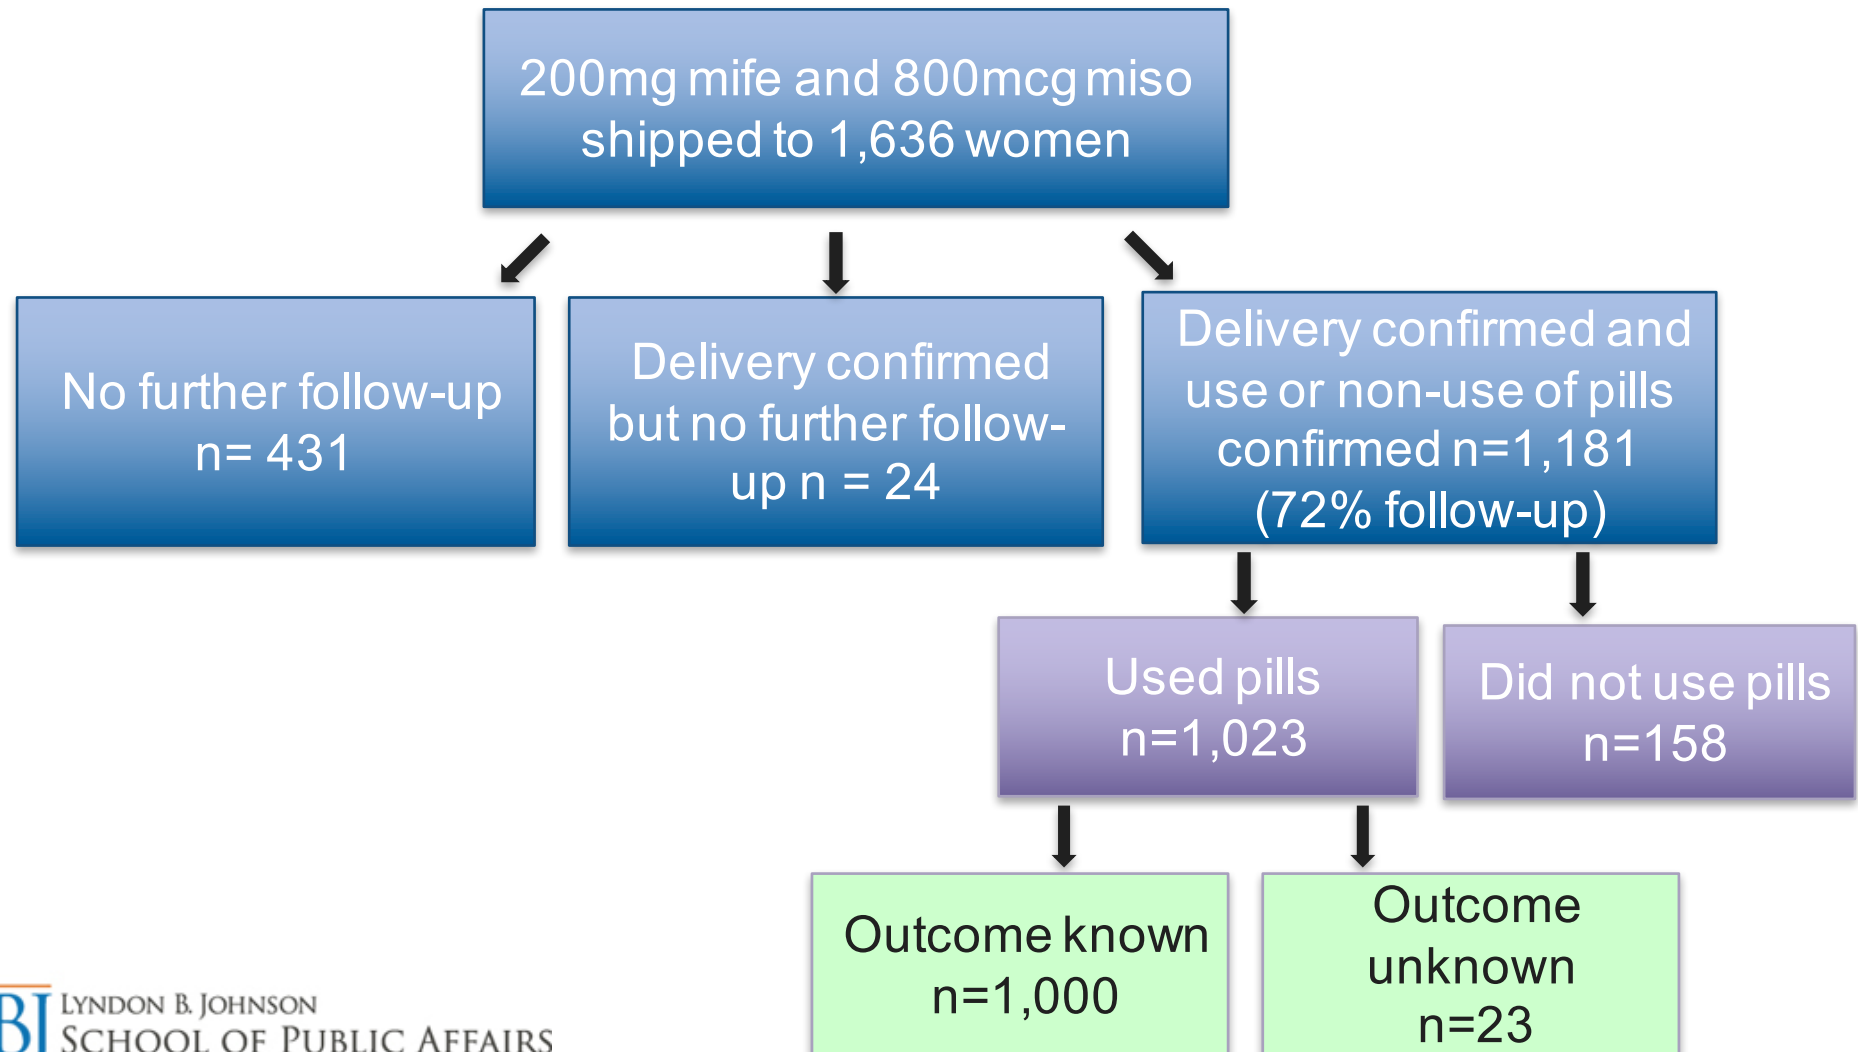 200mg mife and 800mcg miso
shipped to 1,636 women
No further follow-up
n= 431
Delivery confirmed
but no further follow-
up n = 24
Delivery confirmed and
use or non-use of pills
confirmed n=1,181
(72% follow-up)
Used pills
n=1,023
Did not use pills
n=158
Outcome known
n=1,000
Outcome
unknown
n=23
BJ LYNDON B. JOHNSON
SCHOOL OF PUBLIC AFFAIRS